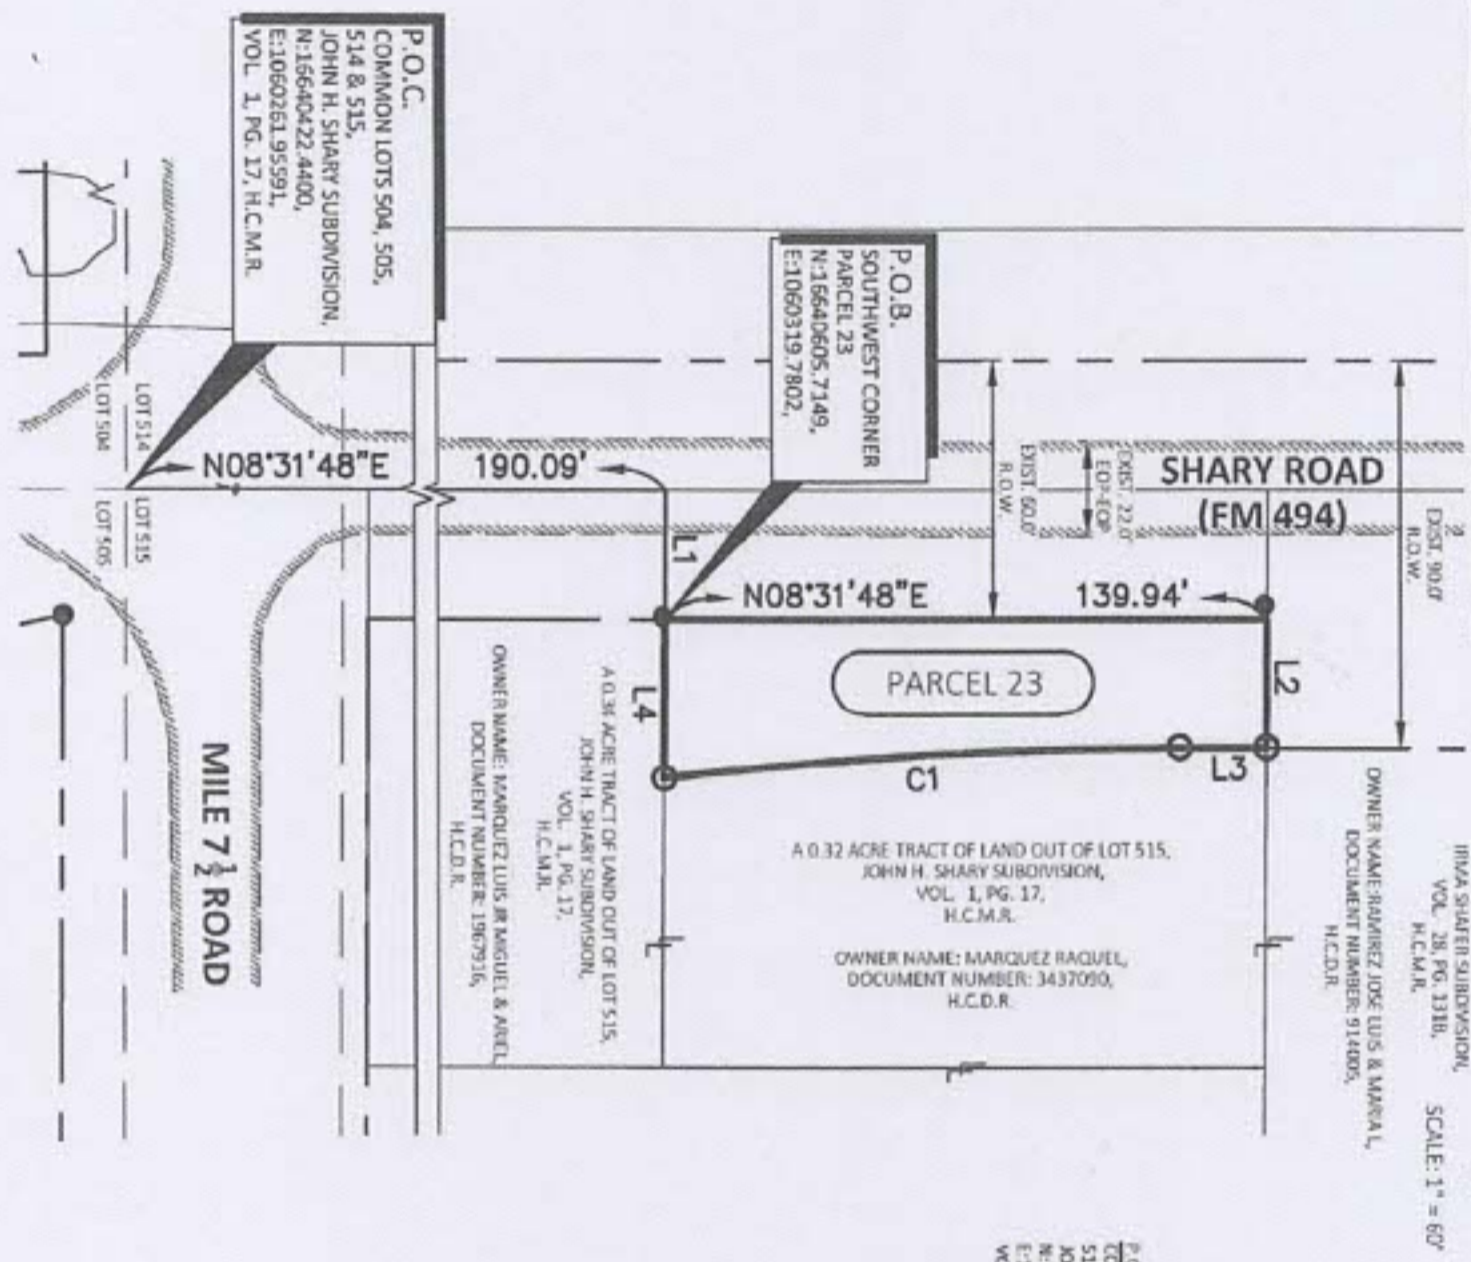 P.O.C.
COMMON LOTS 504, 505,
514 & 515,
JOHN H. SHARY SUBDIVISION,
N:16640422.4400,
E:1060261.95591,
VOL 1, PG. 17, H.C.M.R.
P.O.B.
SOUTHWEST CORNER
PARCEL 23
N:16640605.7149,
E:1060319.7802,
LOT 514
LOT 504
LOT 515
LOT 505
N08°31'48"E
190.09'
L1
EXIST. 60.0'
R.O.W.
EXIST. 22.0'
EOP-EOP
SHARY ROAD
(FM 494)
EXIST. 90.0'
R.O.W.
N08°31'48"E
139.94'
PARCEL 23
L2
L4
C1
L3
MILE 7 1/2 ROAD
A 0.34 ACRE TRACT OF LAND OUT OF LOT 515,
JOHN H. SHARY SUBDIVISION,
VOL. 1, PG. 17,
H.C.M.R.
OWNER NAME: MARQUEZ LUIS JR MIGUEL & ARIEL,
DOCUMENT NUMBER: 1967916,
H.C.D.R.
A 0.32 ACRE TRACT OF LAND OUT OF LOT 515,
JOHN H. SHARY SUBDIVISION,
VOL. 1, PG. 17,
H.C.M.R.
OWNER NAME: MARQUEZ RAQUEL,
DOCUMENT NUMBER: 3437090,
H.C.D.R.
IRMA SHAFER SUBDIVISION,
VOL. 28, PG. 131B,
H.C.M.R.
OWNER NAME: RAMIREZ JOSE LUIS & MARIA L,
DOCUMENT NUMBER: 914005,
H.C.D.R.
SCALE: 1" = 60'